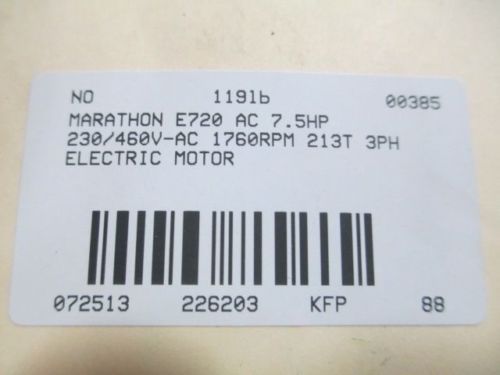 NO 119lb 00385
MARATHON E720 AC 7.5HP
230/460V-AC 1760RPM 213T 3PH
ELECTRIC MOTOR
072513 226203 KFP 88